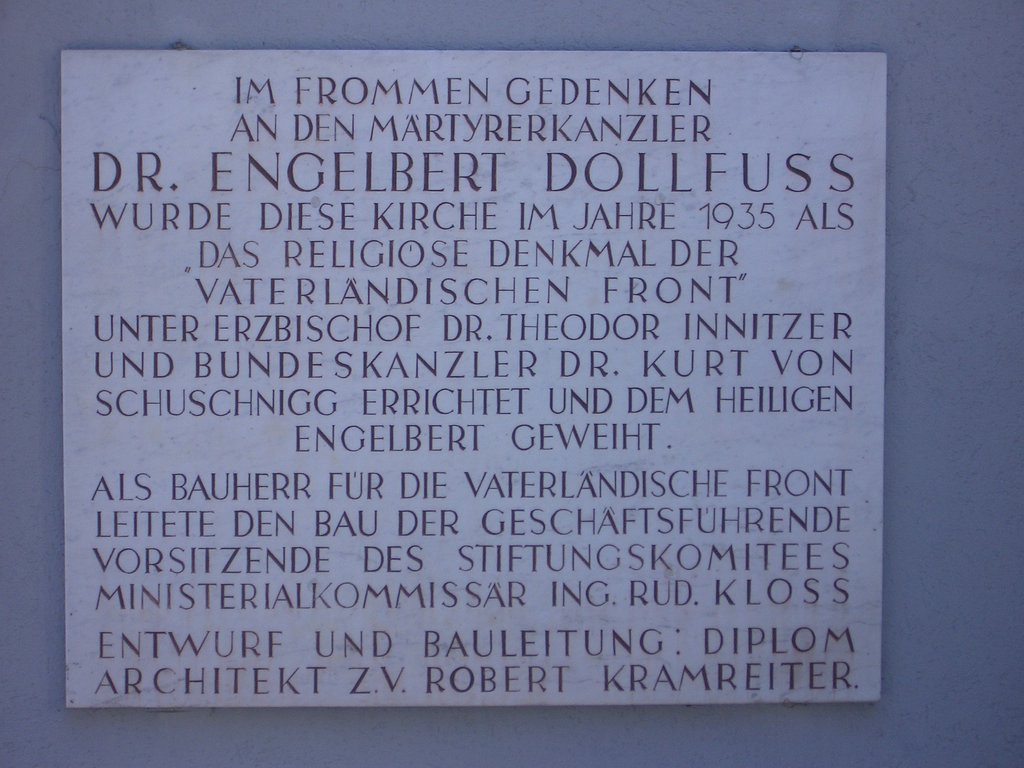 IM FROMMEN GEDENKEN
AN DEN MÄRTYRERKANZLER
DR. ENGELBERT DOLLFUSS
WURDE DIESE KIRCHE IM JAHRE 1935 ALS
„DAS RELIGIÖSE DENKMAL DER
VATERLÄNDISCHEN FRONT"
UNTER ERZBISCHOF DR. THEODOR INNITZER
UND BUNDESKANZLER DR. KURT VON
SCHUSCHNIGG ERRICHTET UND DEM HEILIGEN
ENGELBERT GEWEIHT.
ALS BAUHERR FÜR DIE VATERLÄNDISCHE FRONT
LEITETE DEN BAU DER GESCHÄFTSFÜHRENDE
VORSITZENDE DES STIFTUNGSKOMITEES
MINISTERIALKOMMISSÄR ING. RUD. KLOSS
ENTWURF UND BAULEITUNG: DIPLOM
ARCHITEKT Z.V. ROBERT KRAMREITER.